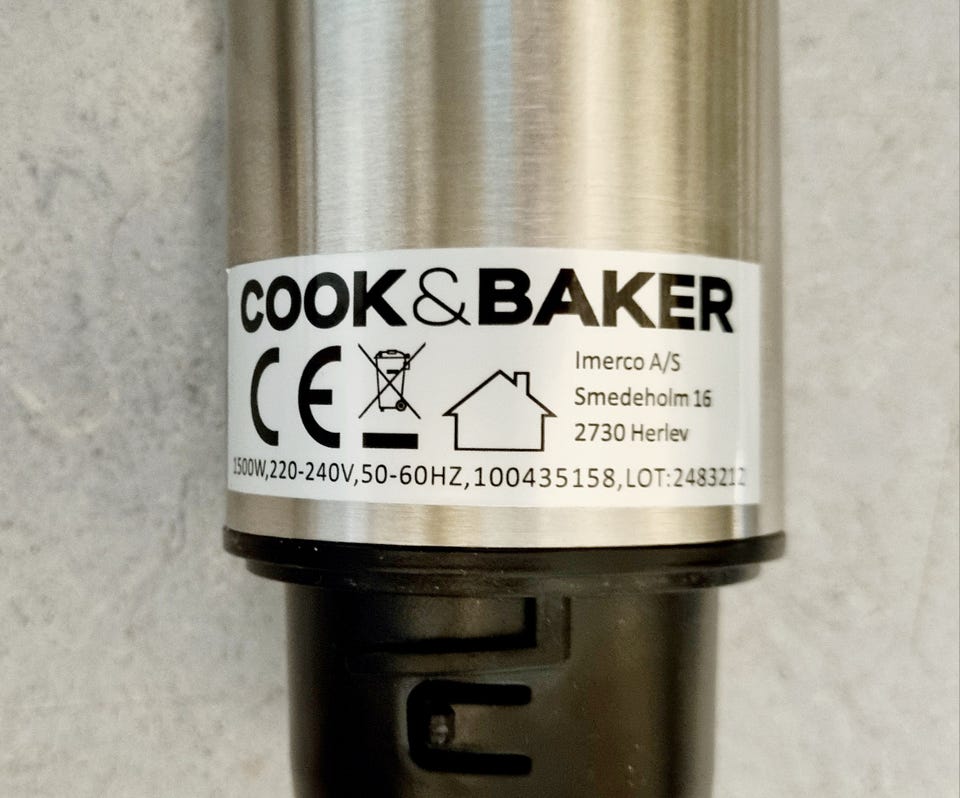 COOK&BAKER
CE
Imerco A/S
Smedeholm 16
2730 Herlev
1500W,220-240V,50-60HZ,100435158,LOT:2483212